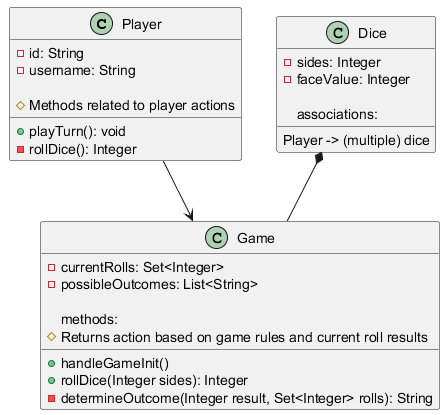 C Player
id: String
username: String
Methods related to player actions
playTurn(): void
rollDice(): Integer
C Dice
sides: Integer
faceValue: Integer
associations:
Player -> (multiple) dice
C Game
currentRolls: Set<Integer>
possibleOutcomes: List<String>
methods:
Returns action based on game rules and current roll results
handleGameInit()
rollDice(Integer sides): Integer
determineOutcome(Integer result, Set<Integer> rolls): String